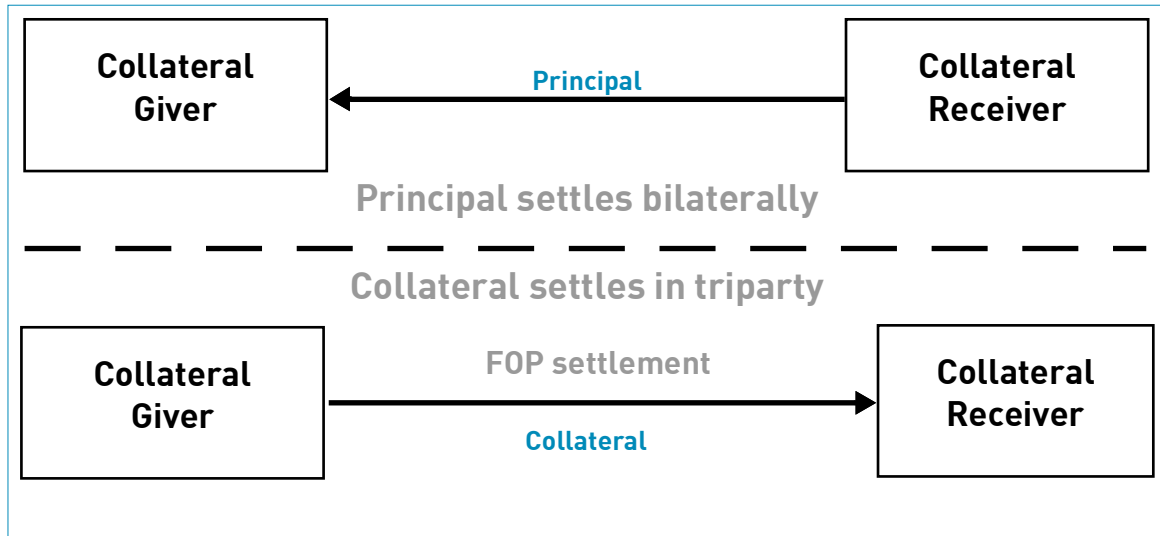 Collateral
Giver
Principal
Collateral
Receiver
Principal settles bilaterally
Collateral settles in triparty
Collateral
Giver
FOP settlement
Collateral
Collateral
Receiver